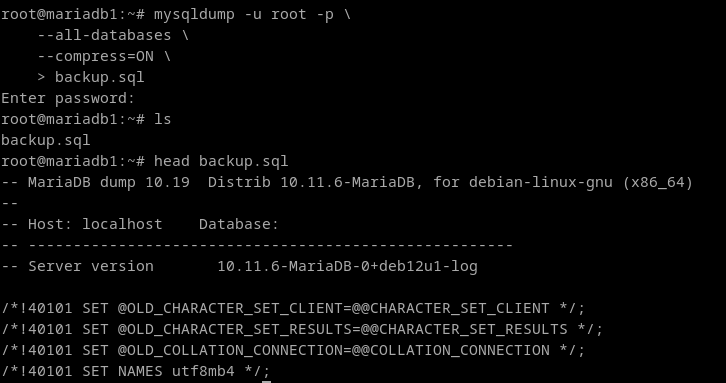 root@mariadb1:~# mysqldump -u root -p \
    --all-databases \
    --compress=ON \
    > backup.sql
Enter password:
root@mariadb1:~# ls
backup.sql
root@mariadb1:~# head backup.sql
-- MariaDB dump 10.19  Distrib 10.11.6-MariaDB, for debian-linux-gnu (x86_64)
--
-- Host: localhost    Database:
-- ------------------------------------------------------
-- Server version       10.11.6-MariaDB-0+deb12u1-log

/*!40101 SET @OLD_CHARACTER_SET_CLIENT=@@CHARACTER_SET_CLIENT */;
/*!40101 SET @OLD_CHARACTER_SET_RESULTS=@@CHARACTER_SET_RESULTS */;
/*!40101 SET @OLD_COLLATION_CONNECTION=@@COLLATION_CONNECTION */;
/*!40101 SET NAMES utf8mb4 */;